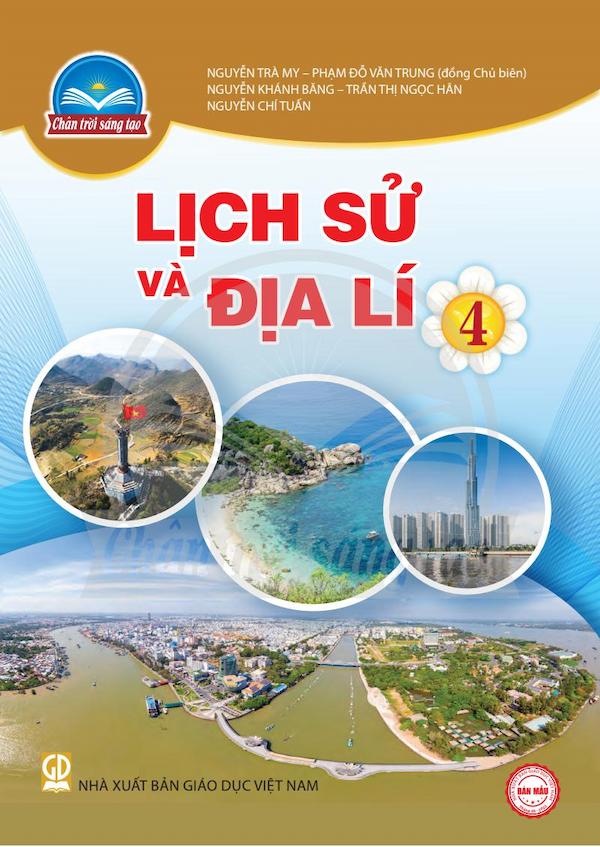 NGUYỄN TRÀ MY – PHẠM ĐỖ VĂN TRUNG (đồng Chủ biên)
NGUYỄN KHÁNH BĂNG – TRẦN THỊ NGỌC HÂN
NGUYỄN CHÍ TUẤN
Chân trời sáng tạo
LỊCH SỬ
VÀ ĐỊA LÍ 4
Chân trời sáng tạo
GD
NHÀ XUẤT BẢN GIÁO DỤC VIỆT NAM
BẢN MẪU